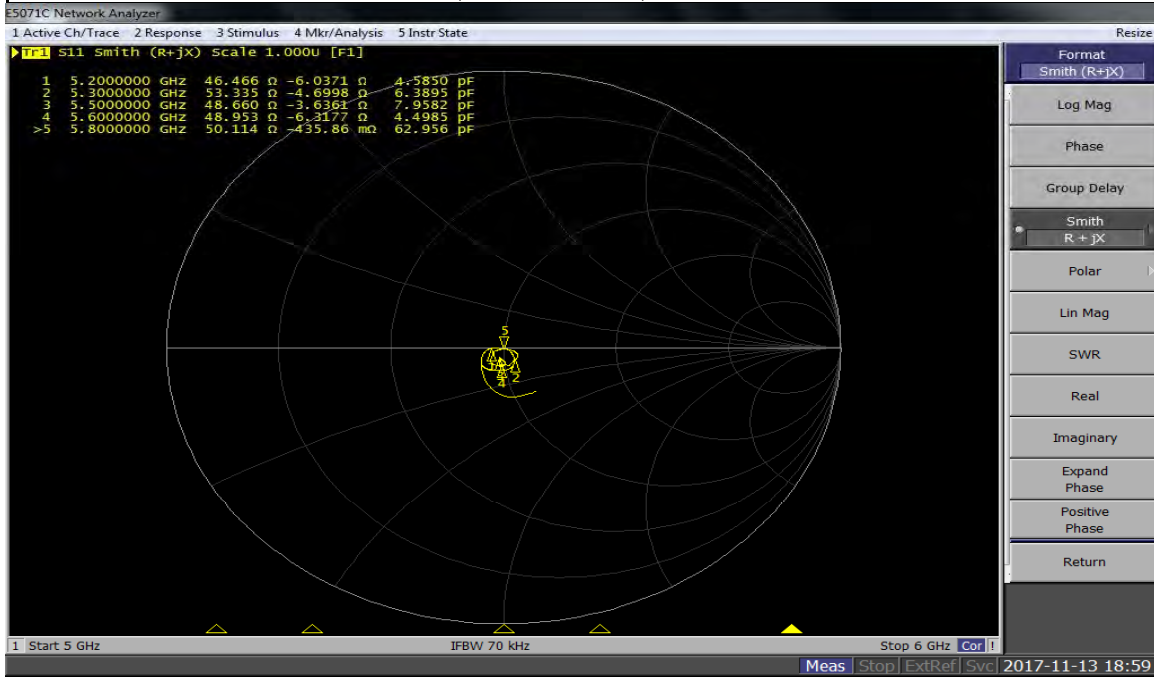 E5071C Network Analyzer
1 Active Ch/Trace 2 Response 3 Stimulus 4 Mkr/Analysis 5 Instr State
Resize
Tr1 S11 Smith (R+jX) Scale 1.000U [F1]
1 5.2000000 GHz 46.466 Ω -6.0371 Ω 4.5850 pF
2 5.3000000 GHz 53.335 Ω -4.6998 Ω 6.3895 pF
3 5.5000000 GHz 48.660 Ω -3.6361 Ω 7.9582 pF
4 5.6000000 GHz 48.953 Ω -6.3177 Ω 4.4985 pF
>5 5.8000000 GHz 50.114 Ω -435.86 mΩ 62.956 pF
5
2
4
Format
Smith (R+jX)
Log Mag
Phase
Group Delay
Smith
R + jX
Polar
Lin Mag
SWR
Real
Imaginary
Expand
Phase
Positive
Phase
Return
1 Start 5 GHz
IFBW 70 kHz
Stop 6 GHz Cor !
Meas Stop ExtRef Svc 2017-11-13 18:59